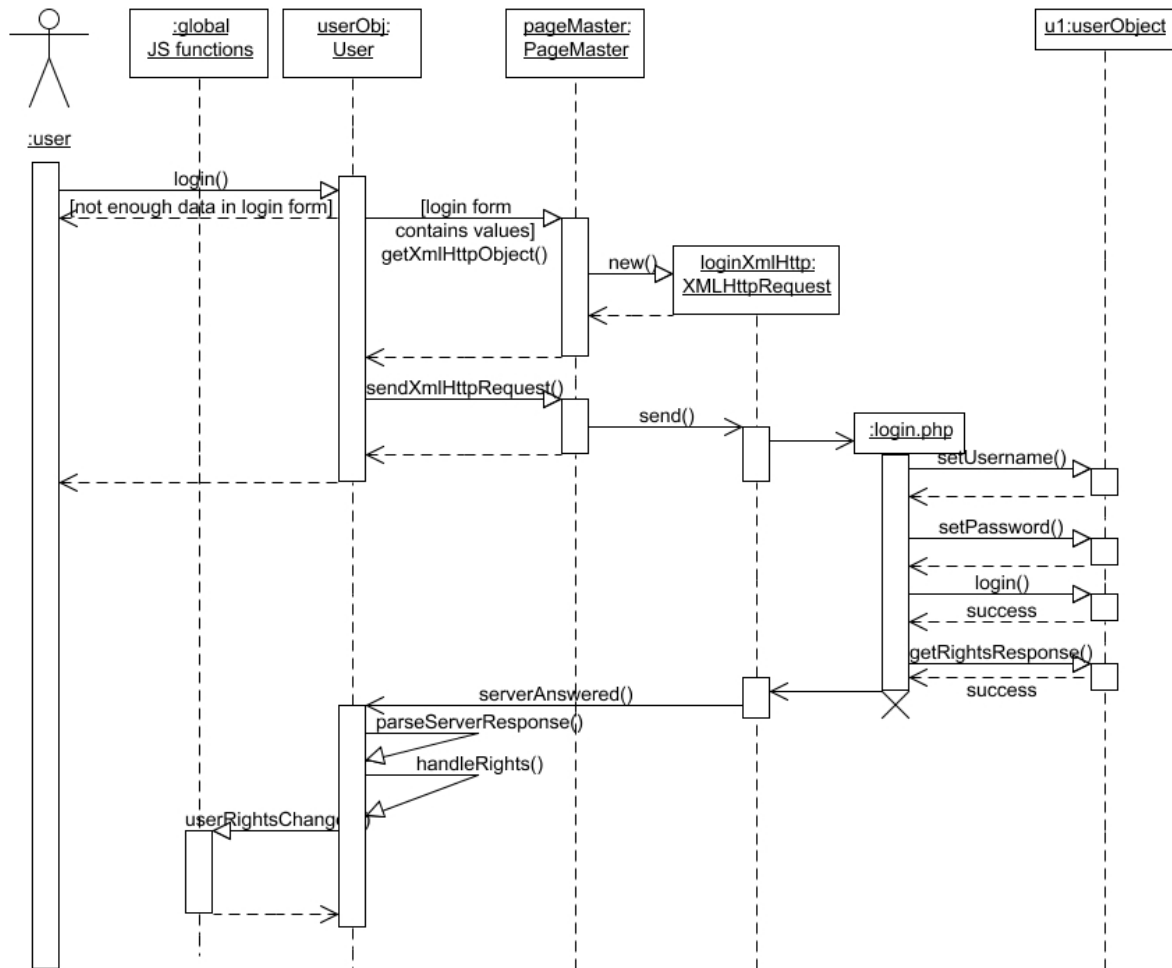 :global
JS functions
userObj:
User
pageMaster:
PageMaster
u1:userObject
:user
login()
[not enough data in login form]
[login form
contains values]
getXmlHttpObject()
new()
loginXmlHttp:
XMLHttpRequest
sendXmlHttpRequest()
send()
:login.php
setUsername()
setPassword()
login()
success
getRightsResponse()
success
serverAnswered()
parseServerResponse()
handleRights()
userRightsChange